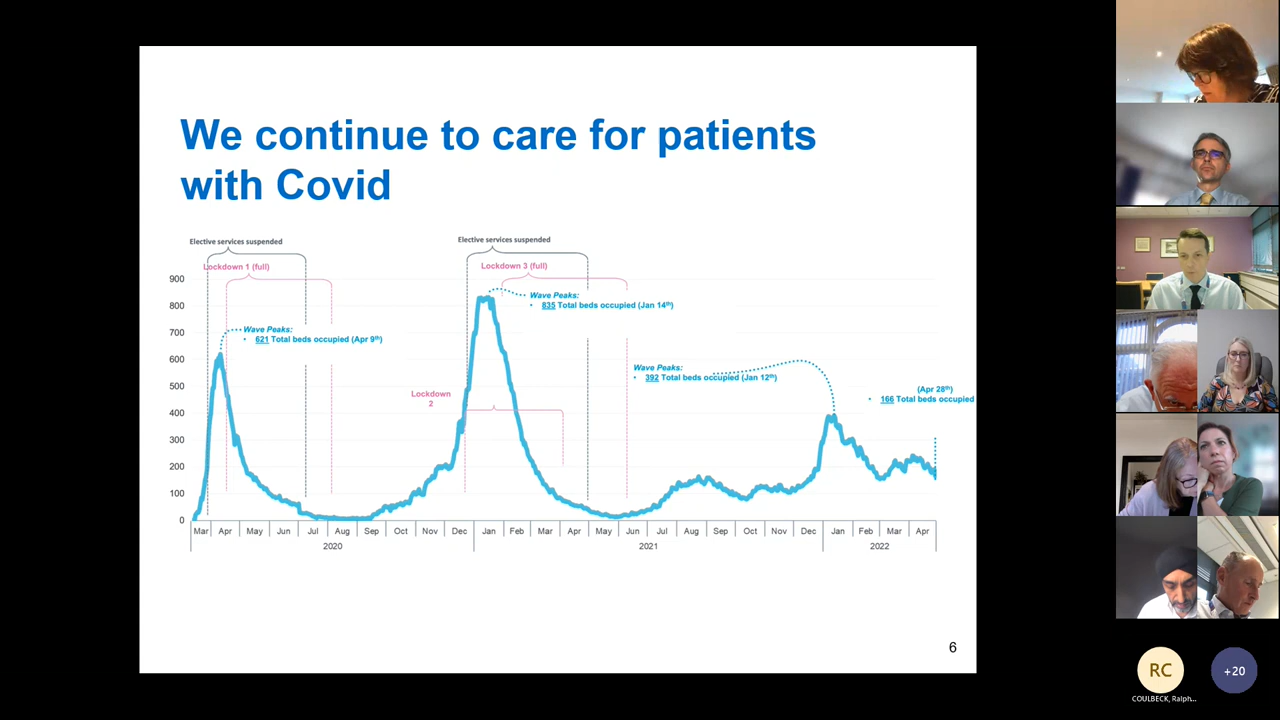 We continue to care for patients
with Covid
Elective services suspended
Elective services suspended
Lockdown 1 (full)
Lockdown 3 (full)
Wave Peaks:
• 835 Total beds occupied (Jan 14th)
Wave Peaks:
• 621 Total beds occupied (Apr 9th)
Wave Peaks:
• 392 Total beds occupied (Jan 12th)
(Apr 28th)
• 166 Total beds occupied
Lockdown
2
900
800
700
600
500
400
300
200
100
0
Mar Apr May Jun Jul Aug Sep Oct Nov Dec Jan Feb Mar Apr May Jun Jul Aug Sep Oct Nov Dec Jan Feb Mar Apr
2020 2021 2022
6
RC
+20
COULBECK, Ralph...